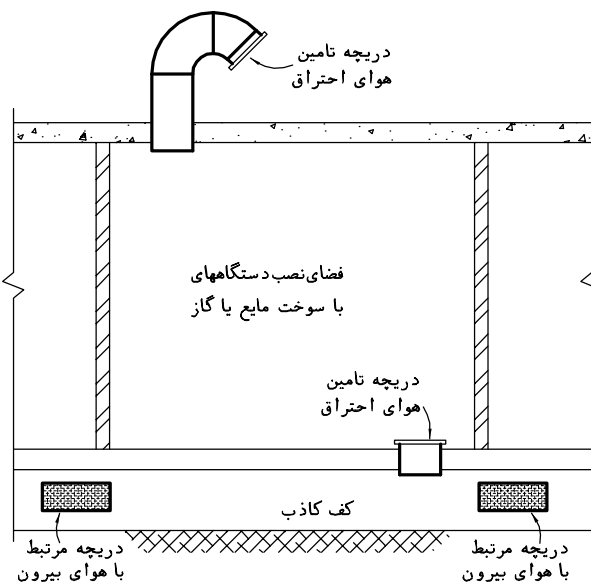 دریچه تامین
هوای احتراق
فضای نصب دستگاههای
با سوخت مایع یا گاز
دریچه تامین
هوای احتراق
کف کاذب
دریچه مرتبط
با هوای بیرون
دریچه مرتبط
با هوای بیرون